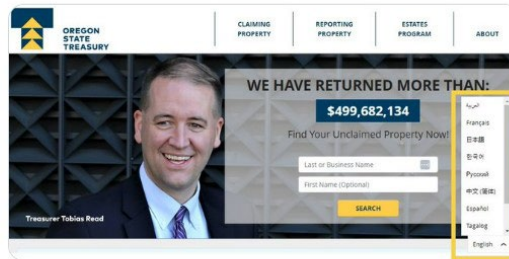 OREGON
STATE
TREASURY
CLAIMING
PROPERTY
REPORTING
PROPERTY
ESTATES
PROGRAM
ABOUT
WE HAVE RETURNED MORE THAN:
$499,682,134
Find Your Unclaimed Property Now!
Last or Business Name
First Name (Optional)
SEARCH
Treasurer Tobias Read
العربية
Français
日本語
한국어
Русский
中文 (简体)
Español
Tagalog
English